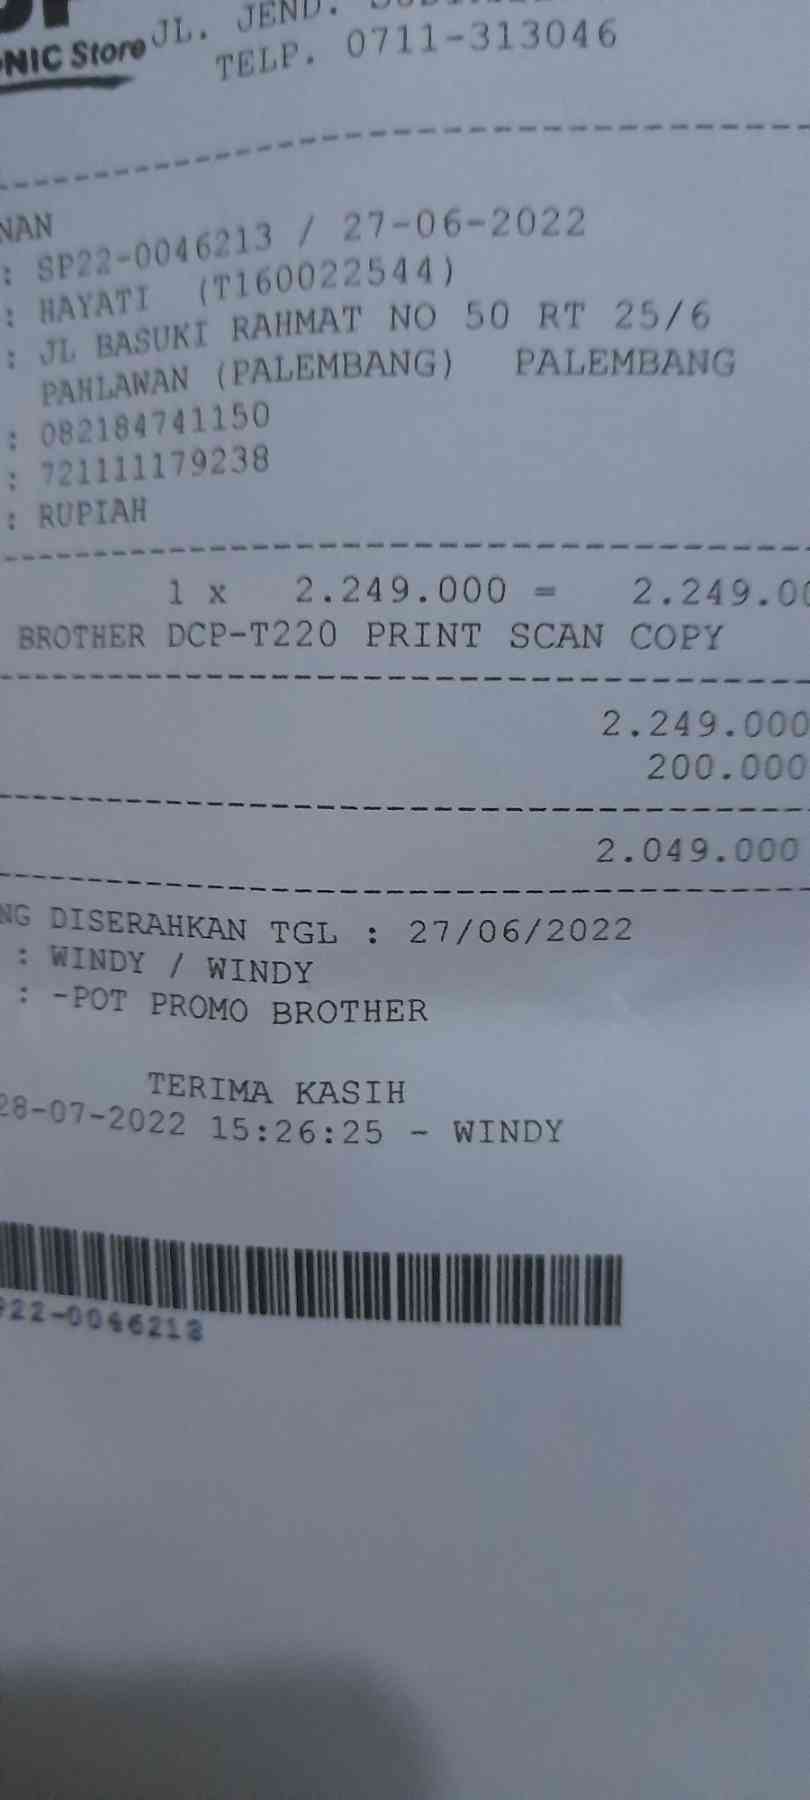 NIC Store JL. JEND.
TELP. 0711-313046
NAN
: SP22-0046213 / 27-06-2022
: HAYATI (T160022544)
: JL BASUKI RAHMAT NO 50 RT 25/6
PAHLAWAN (PALEMBANG) PALEMBANG
: 082184741150
: 721111179238
: RUPIAH
1 x 2.249.000 = 2.249.00
BROTHER DCP-T220 PRINT SCAN COPY
2.249.000
200.000
2.049.000
NG DISERAHKAN TGL : 27/06/2022
: WINDY / WINDY
: -POT PROMO BROTHER
TERIMA KASIH
28-07-2022 15:26:25 - WINDY
P22-0046213